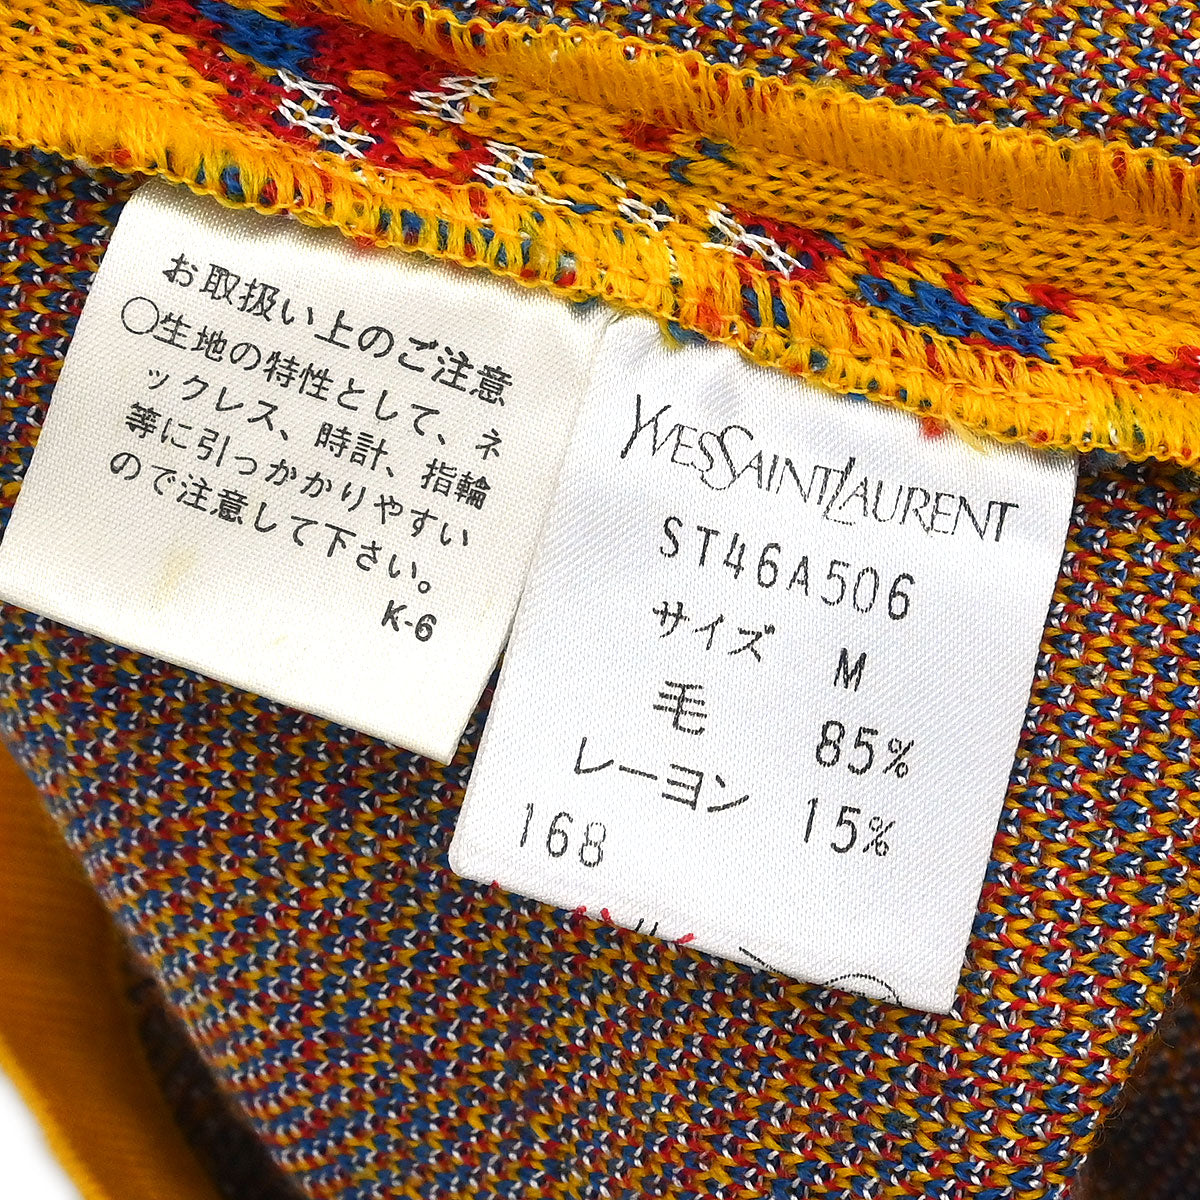 お取扱い上のご注意
○生地の特性として、ネ
ックレス、時計、指輪
等に引っかかりやすい
ので注意して下さい。
K-6
YVESSAINTLAURENT
ST46A506
サイズ M
毛 85%
レーヨン 15%
168